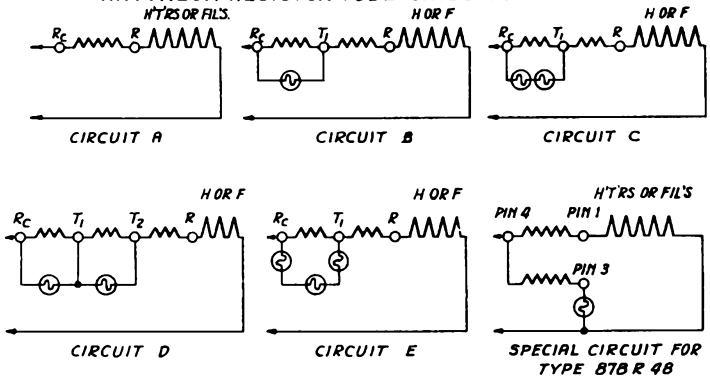 H'T'RS OR FIL'S.
RC R
H OR F
RC T1 R
H OR F
RC T1 R
CIRCUIT A
CIRCUIT B
CIRCUIT C
H OR F
RC T1 T2 R
H OR F
RC T1 R
H'T'RS OR FIL'S
PIN 4 PIN 1
PIN 3
CIRCUIT D
CIRCUIT E
SPECIAL CIRCUIT FOR
TYPE 878 R 48